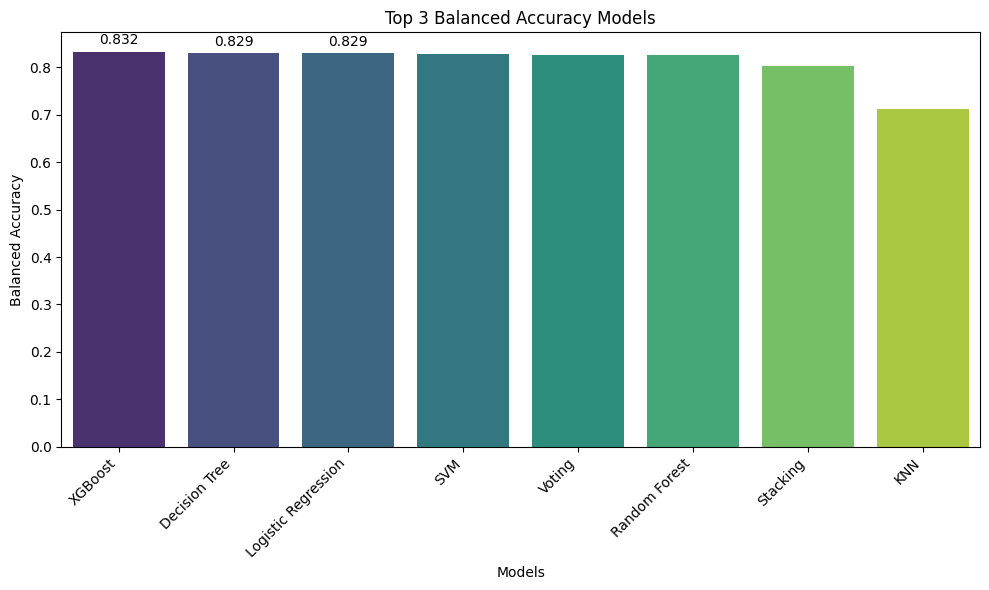 Top 3 Balanced Accuracy Models
0.832
0.829
0.829
Balanced Accuracy
0.8
0.7
0.6
0.5
0.4
0.3
0.2
0.1
0.0
XGBoost
Decision Tree
Logistic Regression
SVM
Voting
Random Forest
Stacking
KNN
Models